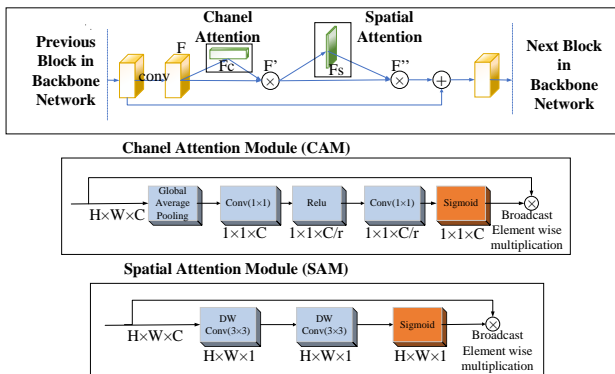 Previous
Block in
Backbone
Network
conv
F
Chanel
Attention
Fc
F'
Spatial
Attention
Fs
F''
Next Block
in
Backbone
Network
Chanel Attention Module (CAM)
H×W×C
Global
Average
Pooling
Conv(1×1)
1×1×C
Relu
1×1×C/r
Conv(1×1)
1×1×C/r
Sigmoid
1×1×C
Broadcast
Element wise
multiplication
Spatial Attention Module (SAM)
H×W×C
DW
Conv(3×3)
H×W×1
DW
Conv(3×3)
H×W×1
Sigmoid
H×W×1
Broadcast
Element wise
multiplication